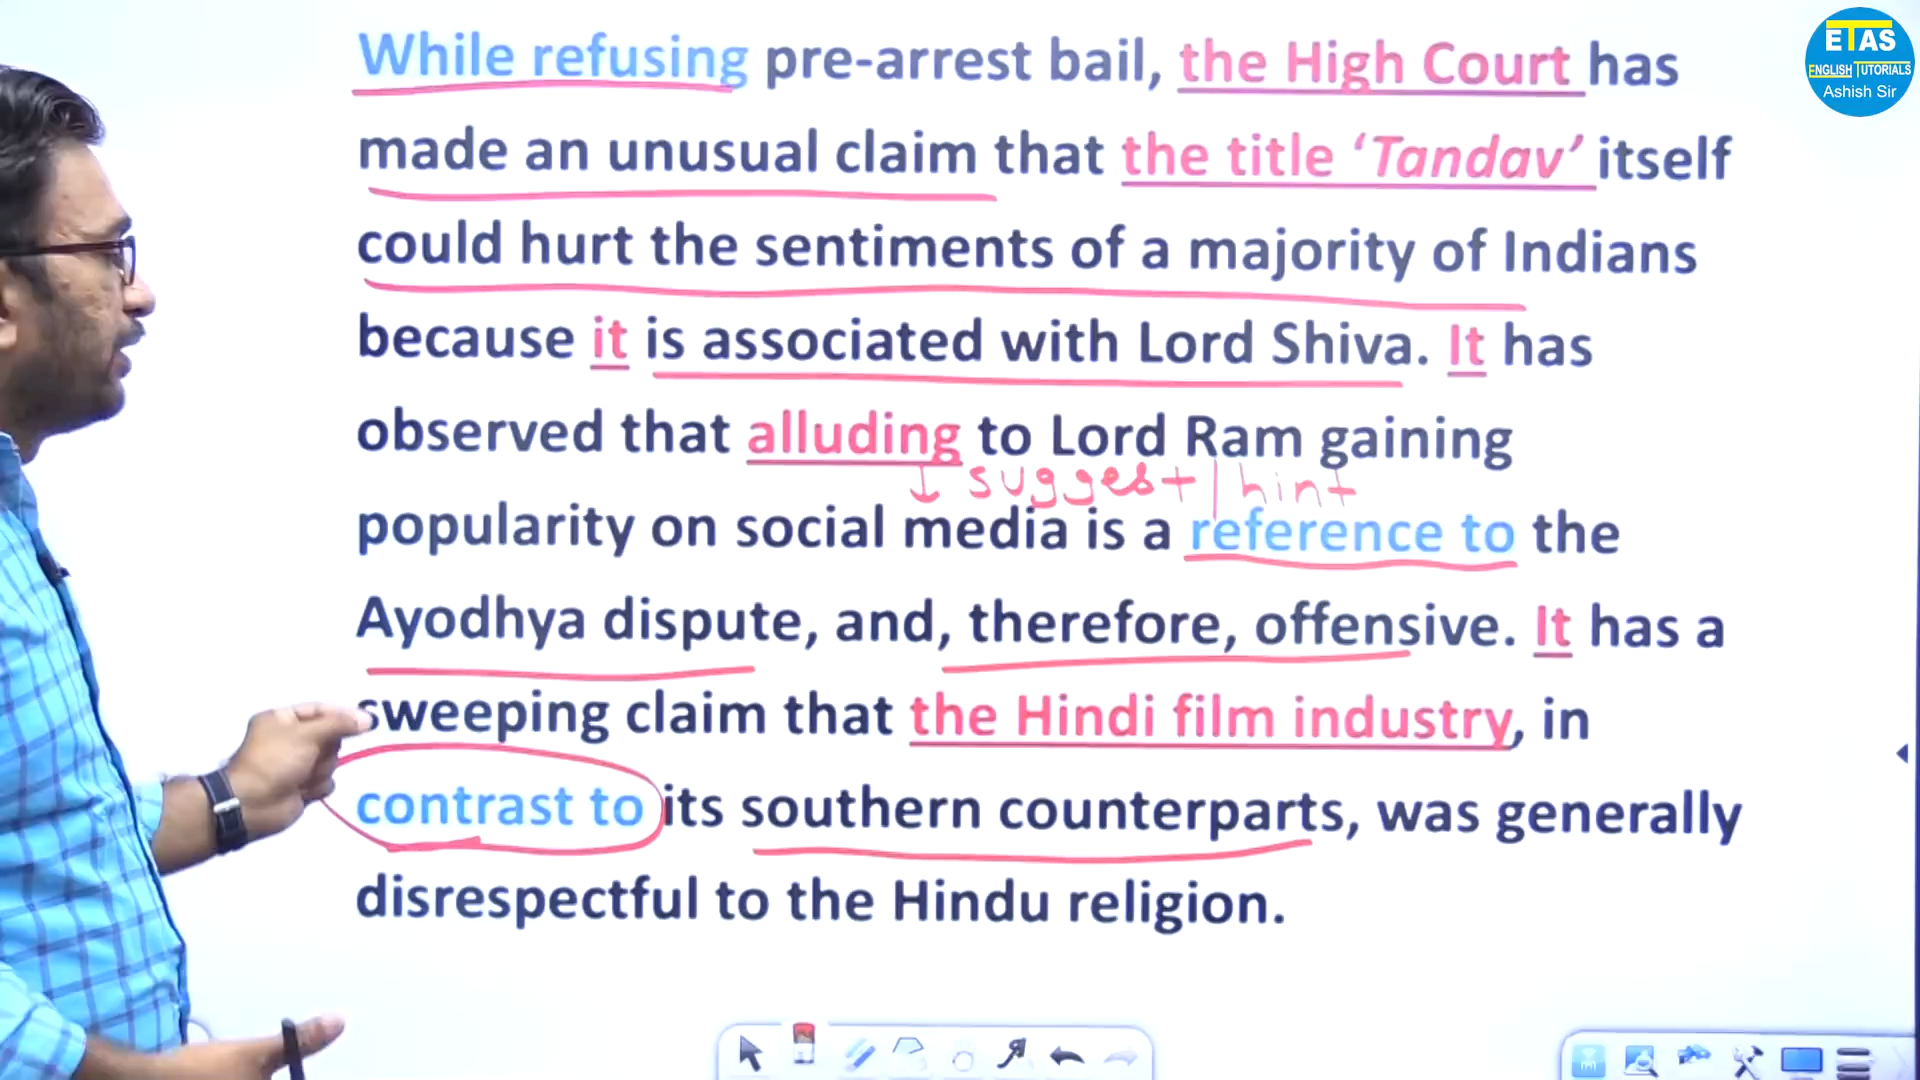 While refusing pre-arrest bail, the High Court has
made an unusual claim that the title ‘Tandav’ itself
could hurt the sentiments of a majority of Indians
because it is associated with Lord Shiva. It has
observed that alluding to Lord Ram gaining
↓ suggest / hint
popularity on social media is a reference to the
Ayodhya dispute, and, therefore, offensive. It has a
sweeping claim that the Hindi film industry, in
contrast to its southern counterparts, was generally
disrespectful to the Hindu religion.
ETAS
ENGLISH TUTORIALS
Ashish Sir